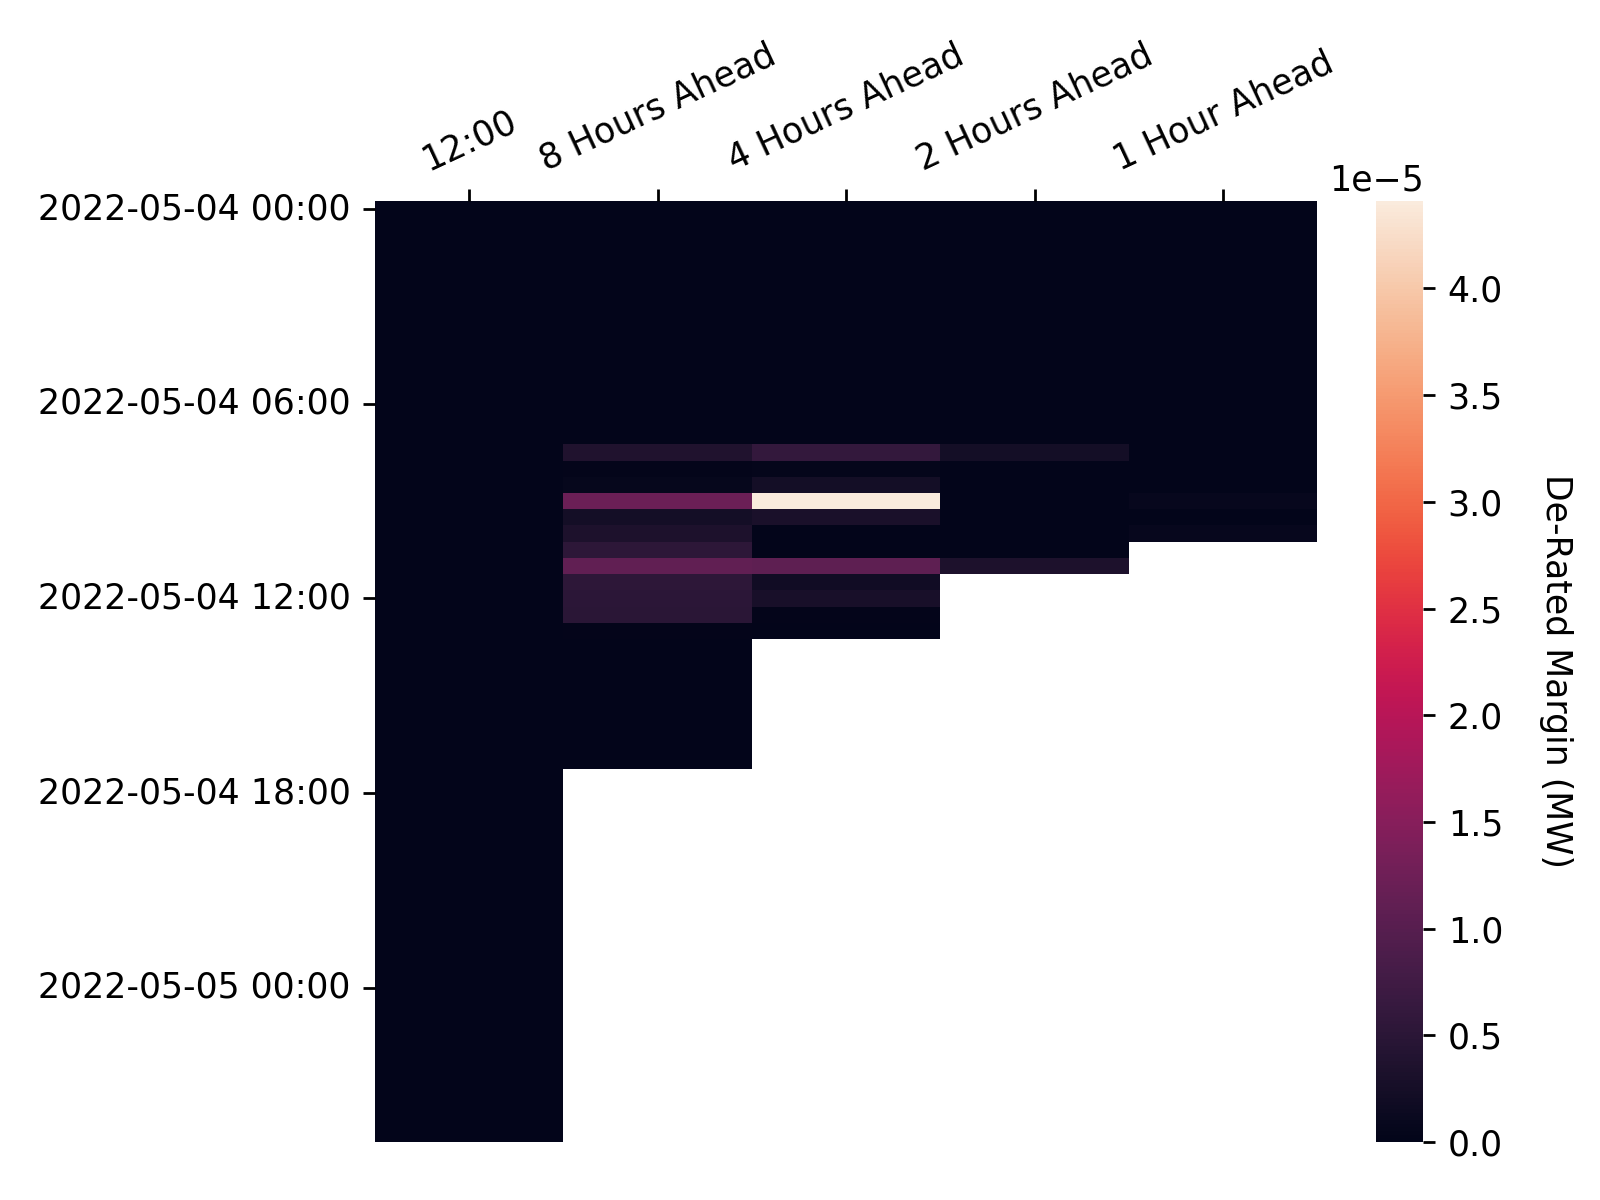 12:00
8 Hours Ahead
4 Hours Ahead
2 Hours Ahead
1 Hour Ahead
1e−5
2022-05-04 00:00
2022-05-04 06:00
2022-05-04 12:00
2022-05-04 18:00
2022-05-05 00:00
4.0
3.5
3.0
2.5
2.0
1.5
1.0
0.5
0.0
De-Rated Margin (MW)